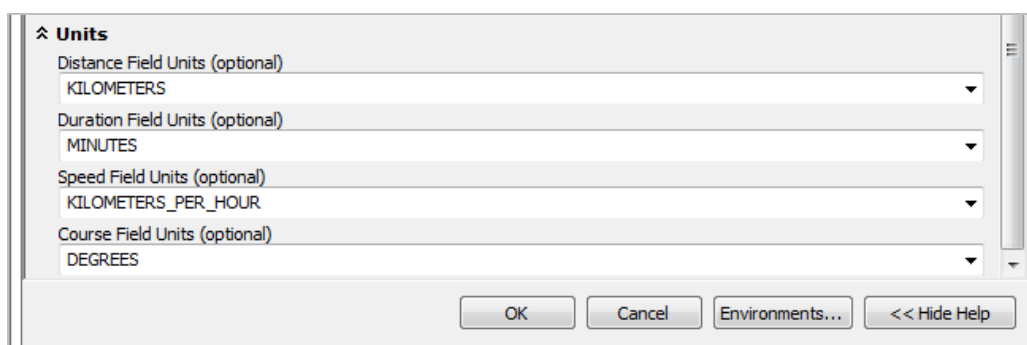 Units
Distance Field Units (optional)
KILOMETERS
Duration Field Units (optional)
MINUTES
Speed Field Units (optional)
KILOMETERS_PER_HOUR
Course Field Units (optional)
DEGREES
OK Cancel Environments... << Hide Help